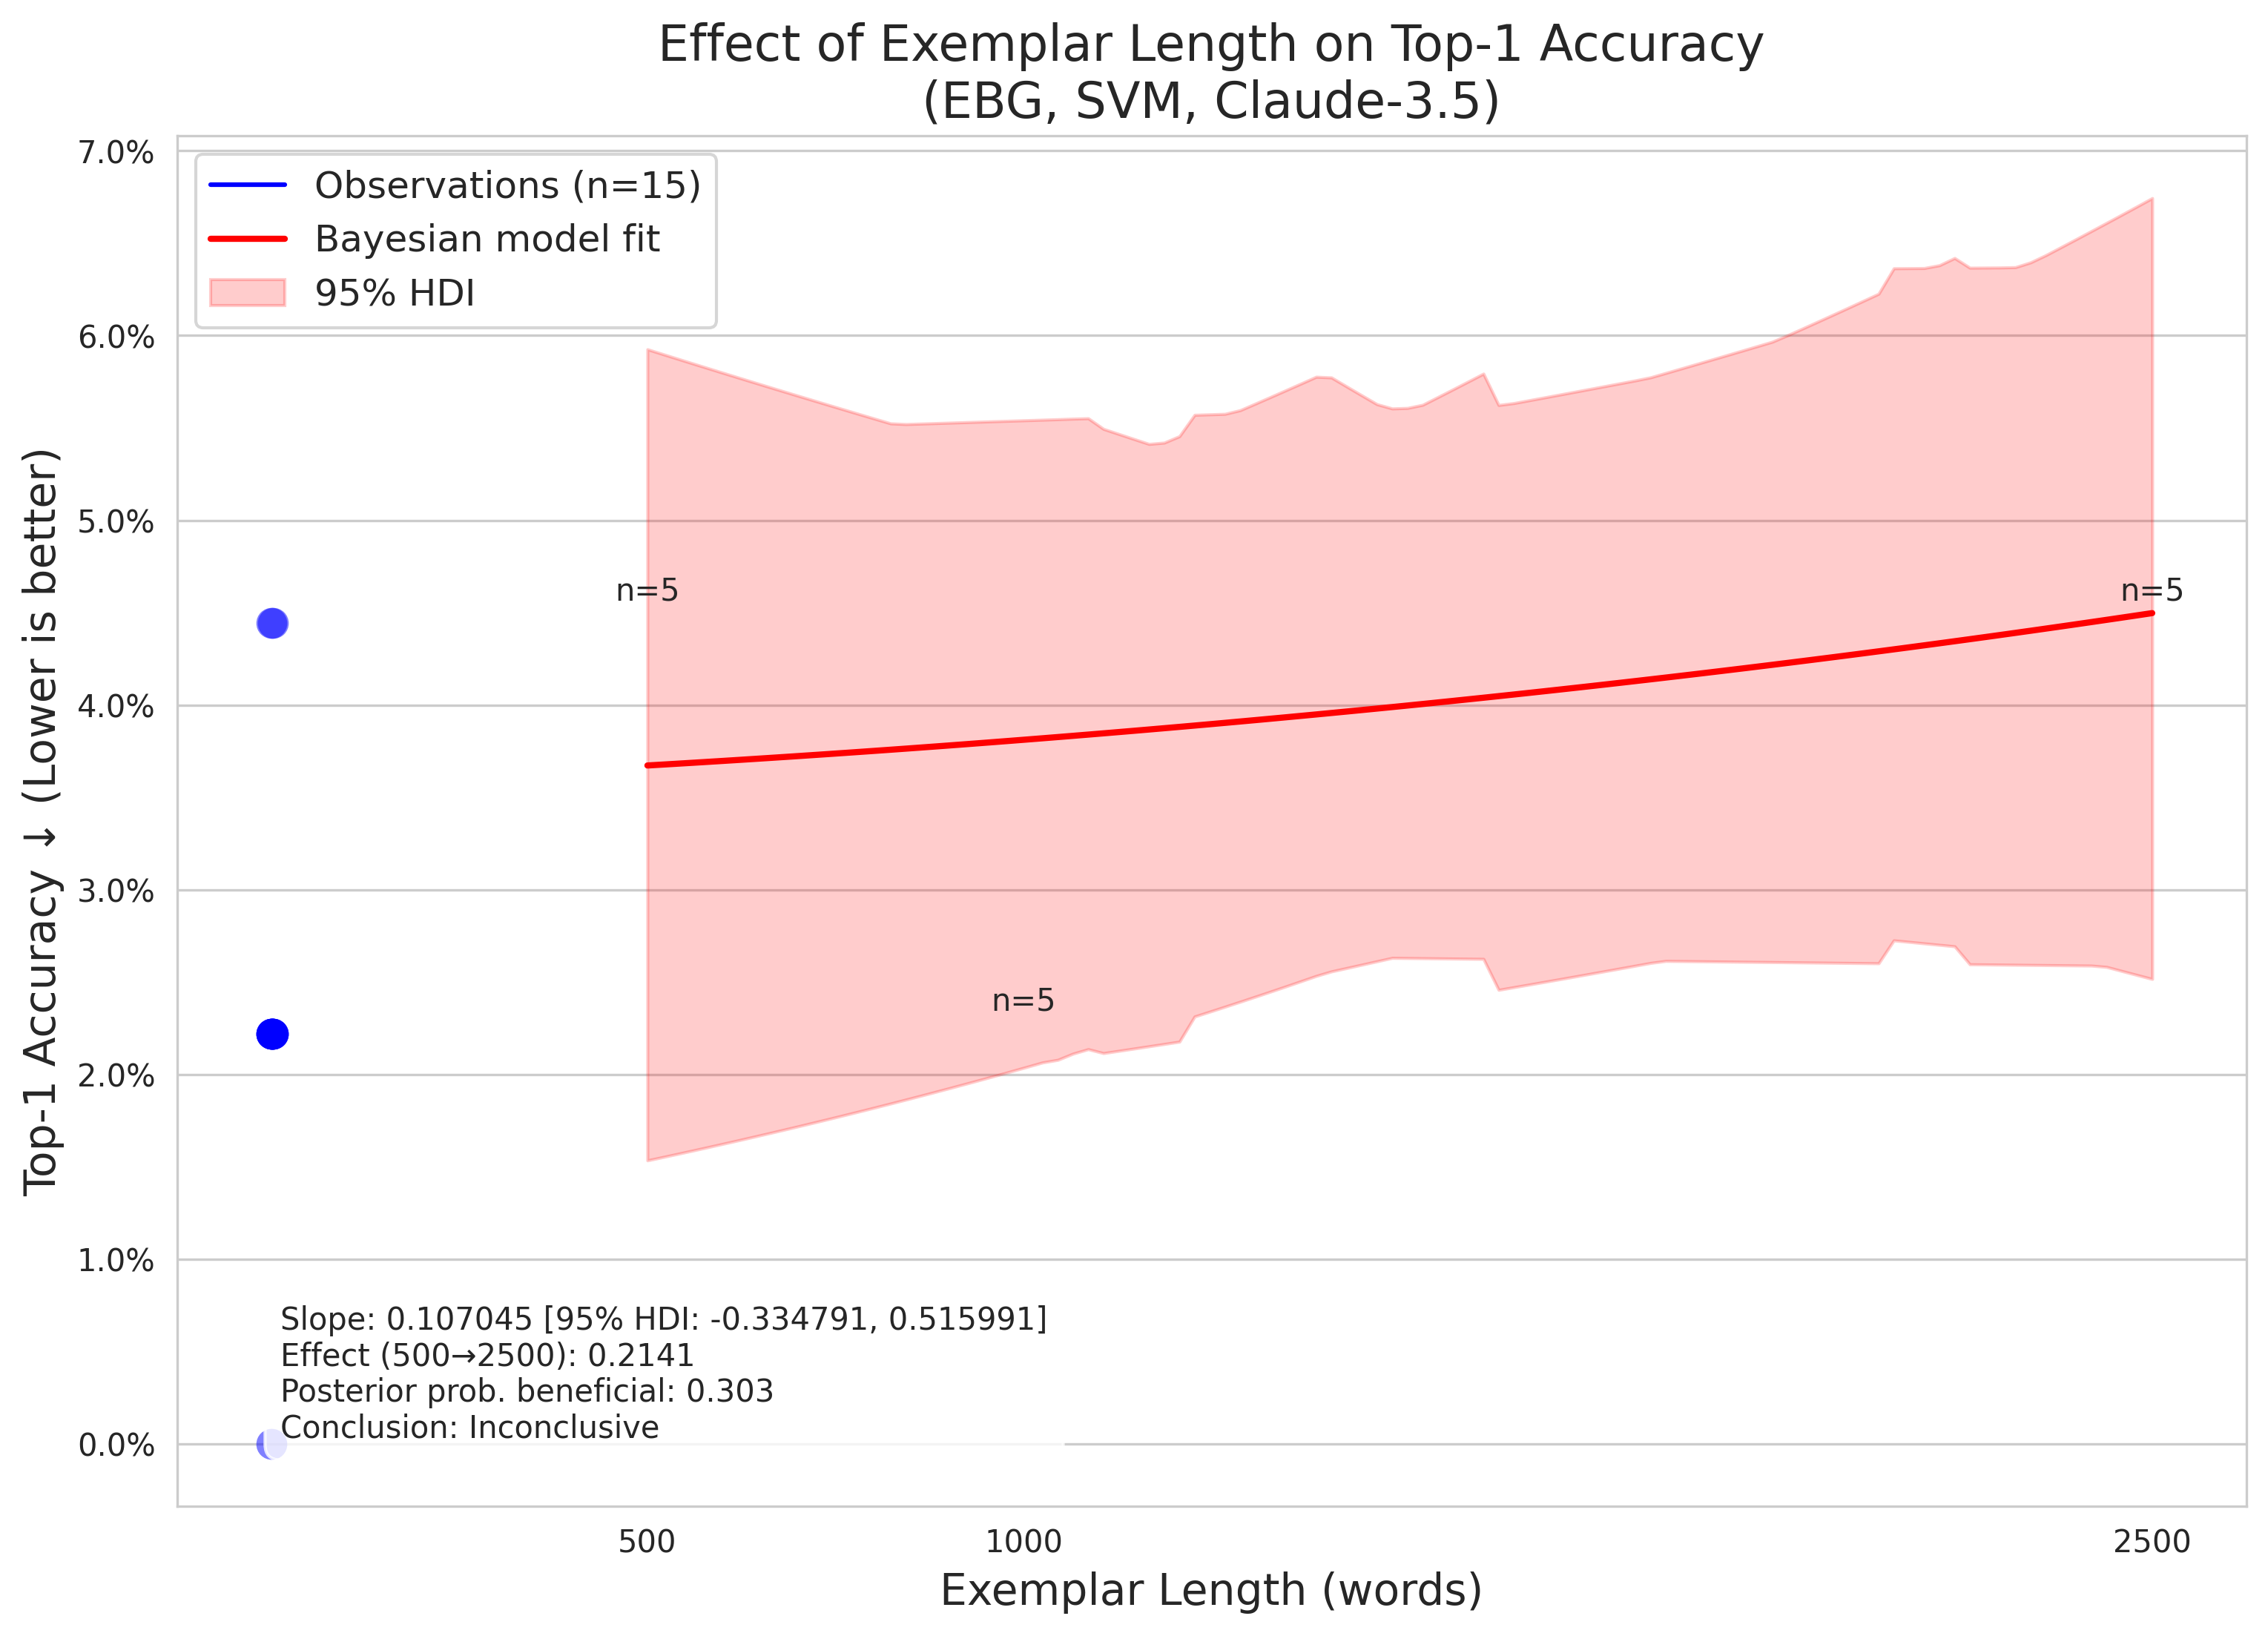 Effect of Exemplar Length on Top-1 Accuracy
(EBG, SVM, Claude-3.5)
7.0%
6.0%
5.0%
4.0%
3.0%
2.0%
1.0%
0.0%
Top-1 Accuracy ↓ (Lower is better)
Observations (n=15)
Bayesian model fit
95% HDI
n=5
n=5
n=5
Slope: 0.107045 [95% HDI: -0.334791, 0.515991]
Effect (500→2500): 0.2141
Posterior prob. beneficial: 0.303
Conclusion: Inconclusive
500
1000
2500
Exemplar Length (words)